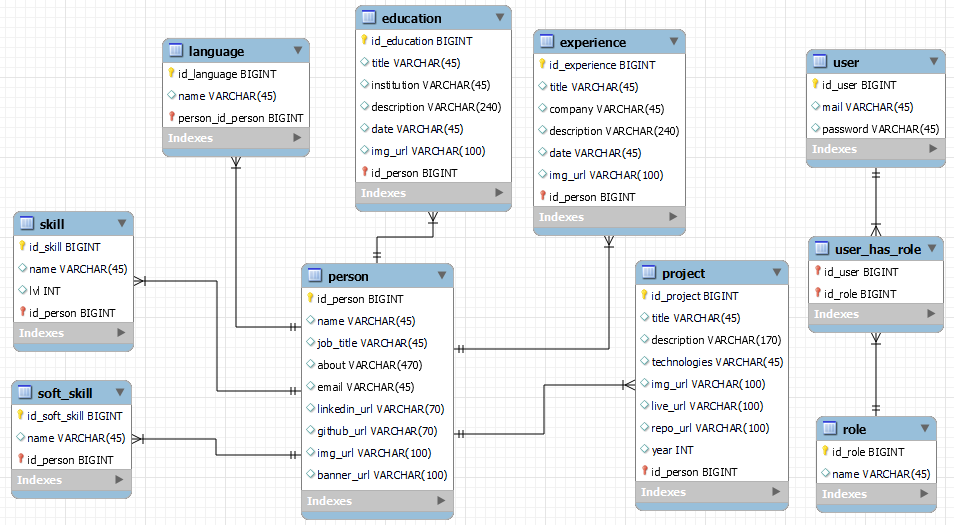 language
id_language BIGINT
name VARCHAR(45)
person_id_person BIGINT
Indexes
education
id_education BIGINT
title VARCHAR(45)
institution VARCHAR(45)
description VARCHAR(240)
date VARCHAR(45)
img_url VARCHAR(100)
id_person BIGINT
Indexes
experience
id_experience BIGINT
title VARCHAR(45)
company VARCHAR(45)
description VARCHAR(240)
date VARCHAR(45)
img_url VARCHAR(100)
id_person BIGINT
Indexes
user
id_user BIGINT
mail VARCHAR(45)
password VARCHAR(45)
Indexes
skill
id_skill BIGINT
name VARCHAR(45)
lvl INT
id_person BIGINT
Indexes
person
id_person BIGINT
name VARCHAR(45)
job_title VARCHAR(45)
about VARCHAR(470)
email VARCHAR(45)
linkedin_url VARCHAR(70)
github_url VARCHAR(70)
img_url VARCHAR(100)
banner_url VARCHAR(100)
Indexes
project
id_project BIGINT
title VARCHAR(45)
description VARCHAR(170)
technologies VARCHAR(45)
img_url VARCHAR(100)
live_url VARCHAR(100)
repo_url VARCHAR(100)
year INT
id_person BIGINT
Indexes
user_has_role
id_user BIGINT
id_role BIGINT
Indexes
soft_skill
id_soft_skill BIGINT
name VARCHAR(45)
id_person BIGINT
Indexes
role
id_role BIGINT
name VARCHAR(45)
Indexes